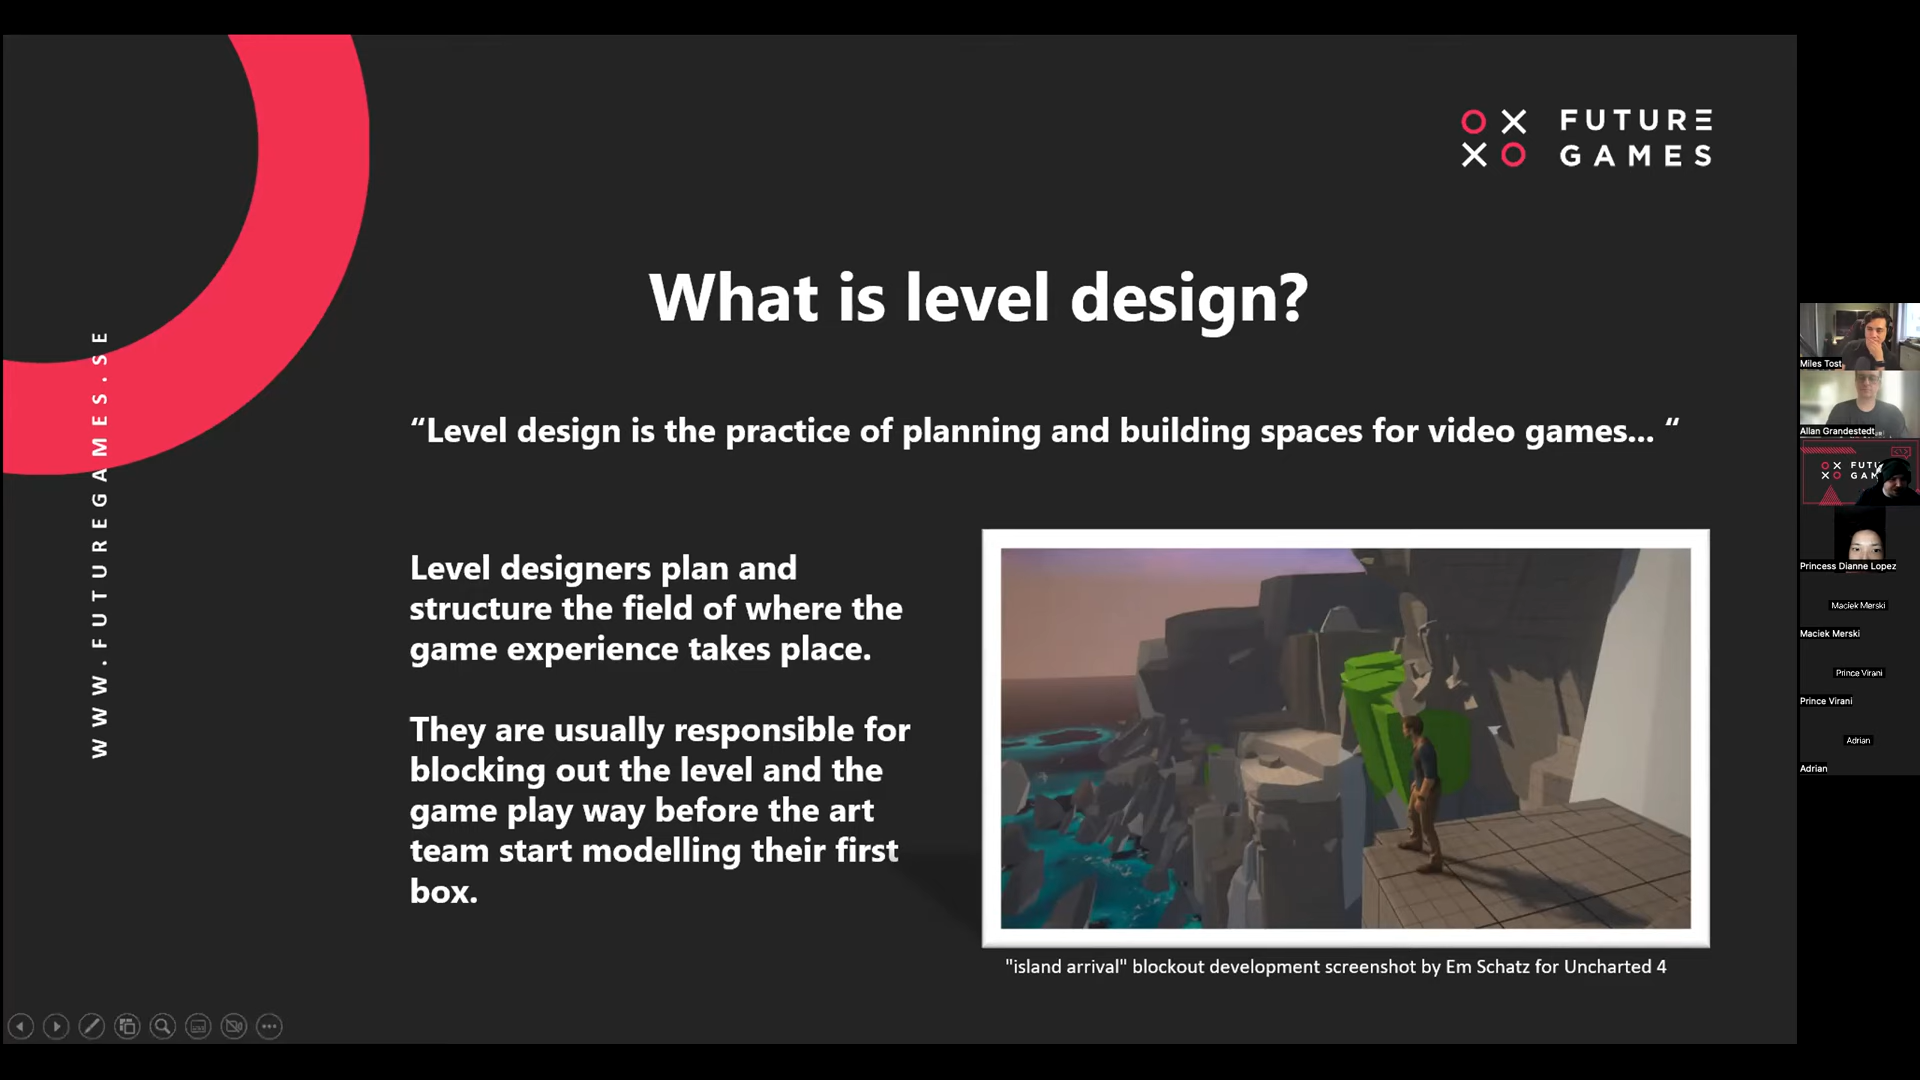 FUTURE
GAMES
What is level design?
“Level design is the practice of planning and building spaces for video games... “
Level designers plan and
structure the field of where the
game experience takes place.
They are usually responsible for
blocking out the level and the
game play way before the art
team start modelling their first
box.
"island arrival" blockout development screenshot by Em Schatz for Uncharted 4
WWW.FUTUREGAMES.SE
Miles Tost
Allan Grandestedt
Princess Dianne Lopez
Maciek Merski
Maciek Merski
Prince Virani
Prince Virani
Adrian
Adrian